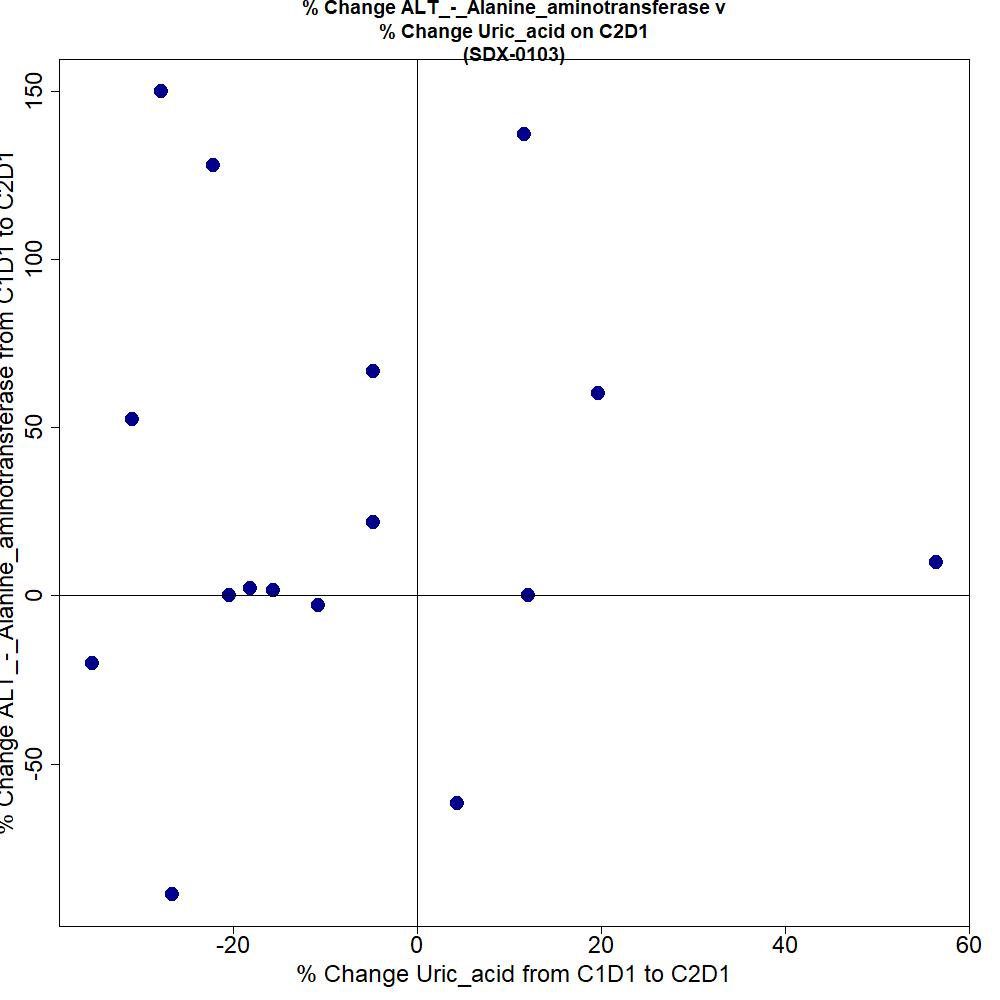 % Change ALT_-_Alanine_aminotransferase v
% Change Uric_acid on C2D1
(SDX-0103)
% Change ALT_-_Alanine_aminotransferase from C1D1 to C2D1
150
100
50
0
-50
-20
0
20
40
60
% Change Uric_acid from C1D1 to C2D1